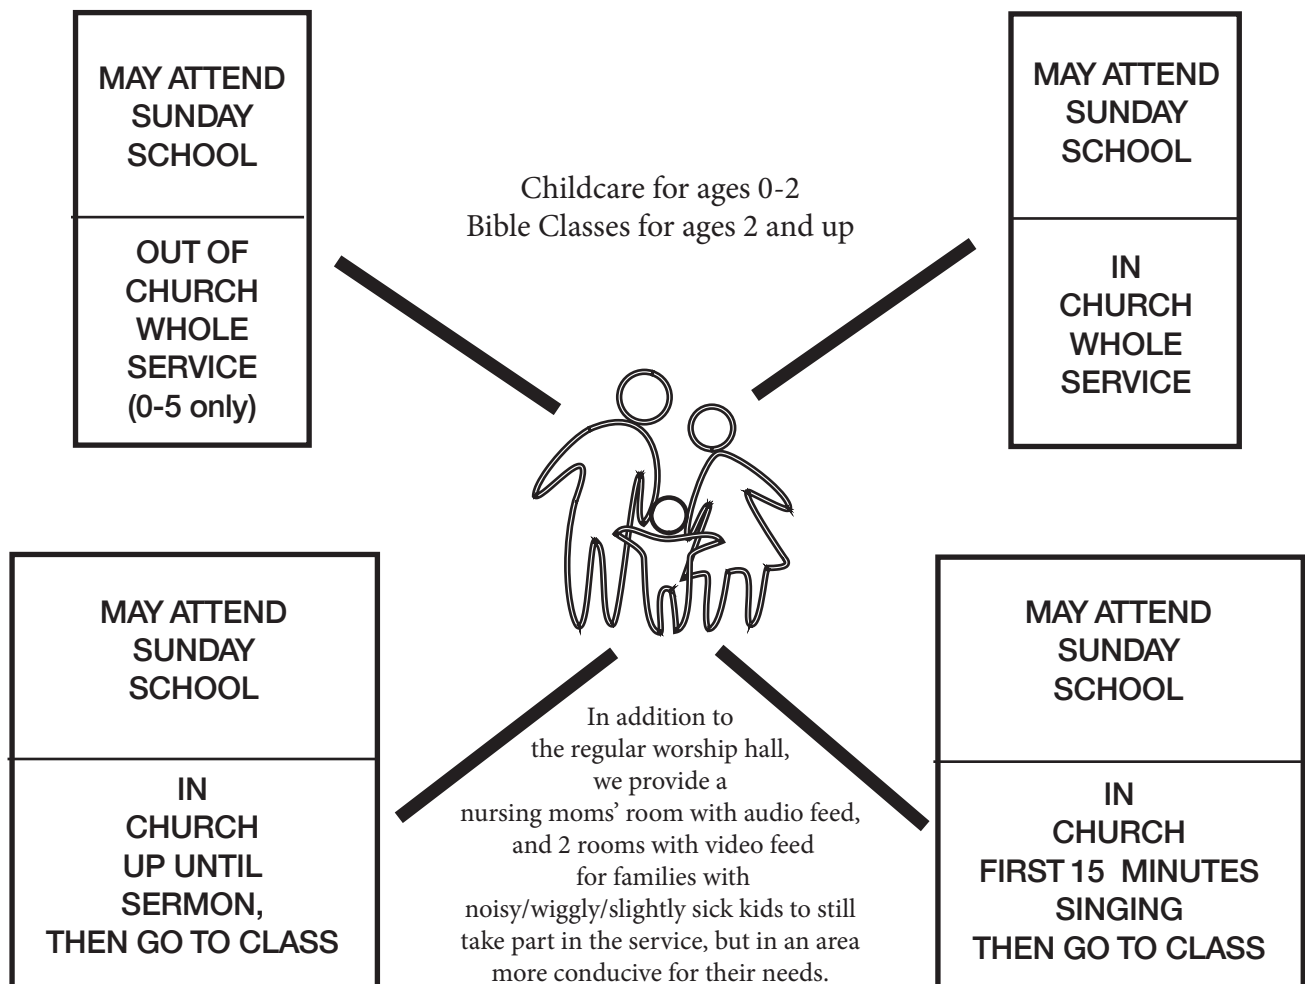 MAY ATTEND
SUNDAY
SCHOOL
OUT OF
CHURCH
WHOLE
SERVICE
(0-5 only)
Childcare for ages 0-2
Bible Classes for ages 2 and up
MAY ATTEND
SUNDAY
SCHOOL
IN
CHURCH
WHOLE
SERVICE
MAY ATTEND
SUNDAY
SCHOOL
IN
CHURCH
UP UNTIL
SERMON,
THEN GO TO CLASS
In addition to
the regular worship hall,
we provide a
nursing moms’ room with audio feed,
and 2 rooms with video feed
for families with
noisy/wiggly/slightly sick kids to still
take part in the service, but in an area
more conducive for their needs.
MAY ATTEND
SUNDAY
SCHOOL
IN
CHURCH
FIRST 15 MINUTES
SINGING
THEN GO TO CLASS